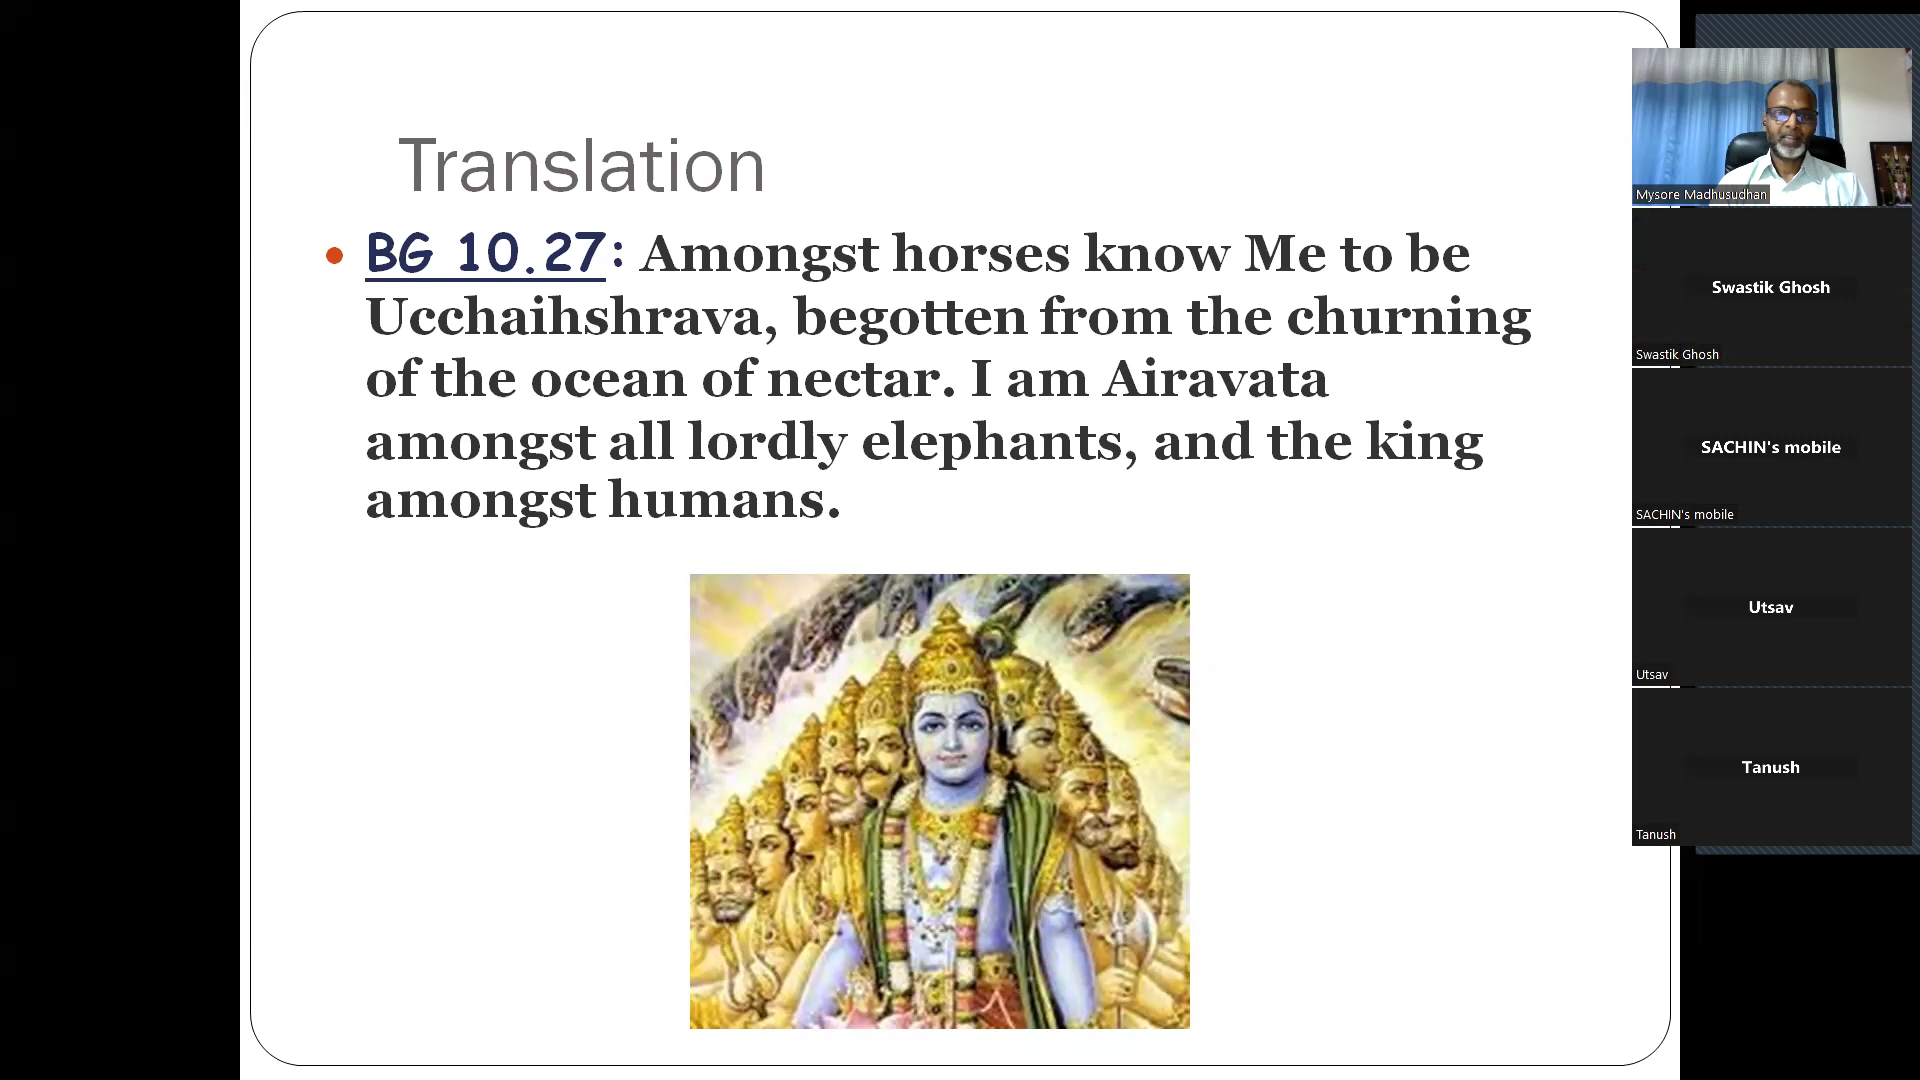 Translation
• BG 10.27: Amongst horses know Me to be
Ucchaihshrava, begotten from the churning
of the ocean of nectar. I am Airavata
amongst all lordly elephants, and the king
amongst humans.
Mysore Madhusudhan
Swastik Ghosh
Swastik Ghosh
SACHIN's mobile
SACHIN's mobile
Utsav
Utsav
Tanush
Tanush